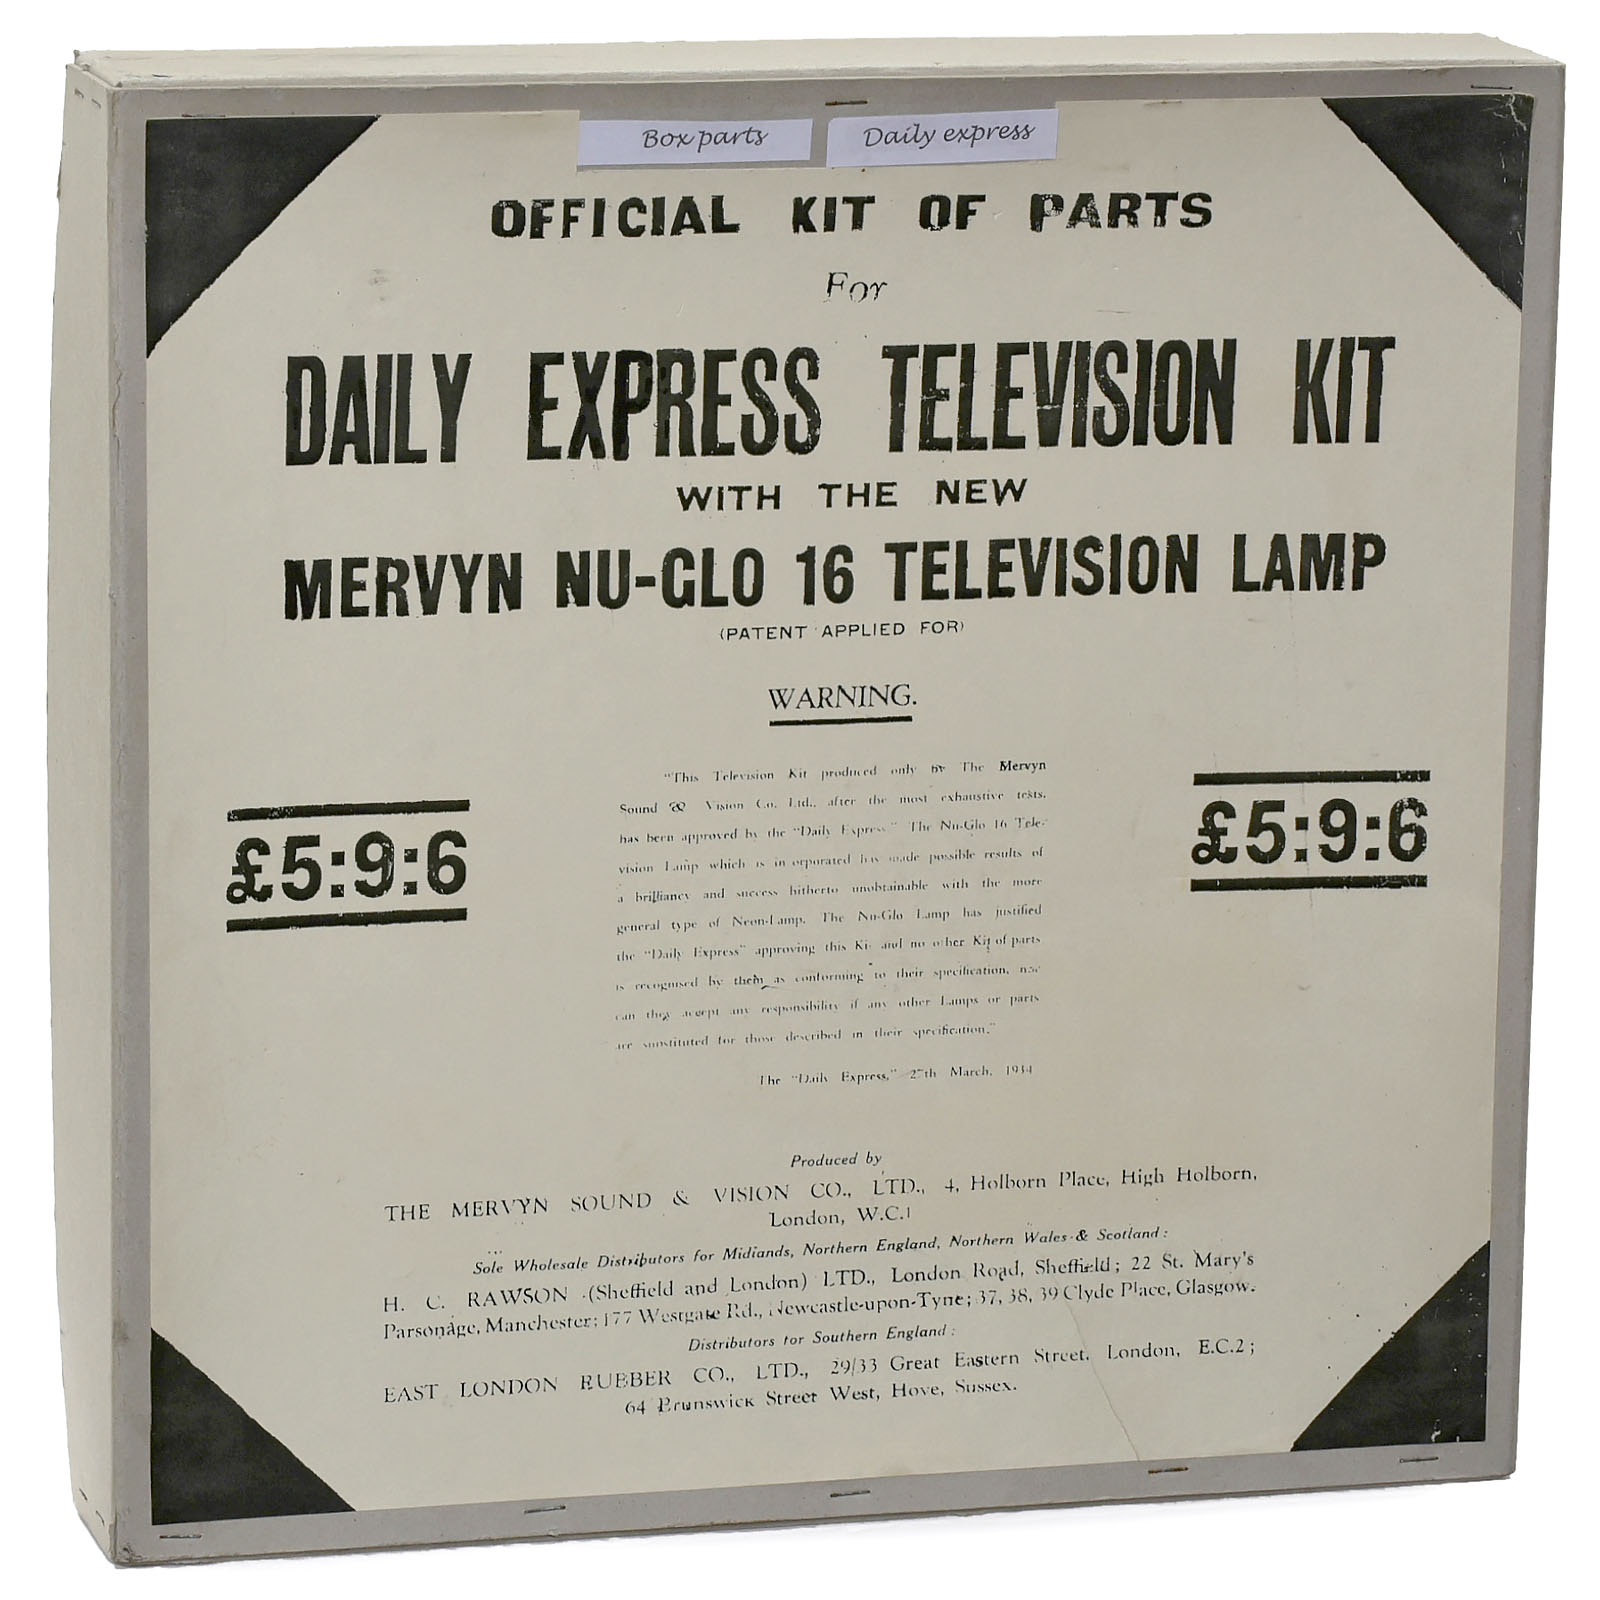 Box parts Daily express
OFFICIAL KIT OF PARTS
For
DAILY EXPRESS TELEVISION KIT
WITH THE NEW
MERVYN NU-GLO 16 TELEVISION LAMP
(PATENT APPLIED FOR)
WARNING.
£5:9:6
£5:9:6
"This Television Kit produced only by The Mervyn
Sound & Vision Co. Ltd., after the most exhaustive tests,
has been approved by the "Daily Express" The Nu-Glo 16 Tele-
vision Lamp which is incorporated has made possible results of
a brilliancy and success hitherto unobtainable with the more
general type of Neon-Lamp. The Nu-Glo Lamp has justified
the "Daily Express" approving this Kit and no other Kit of parts
is recognised by them as conforming to their specification, nor
can they accept any responsibility if any other Lamps or parts
are substituted for those described in their specification."
The "Daily Express," 27th March, 1934
Produced by
THE MERVYN SOUND & VISION CO., LTD., 4, Holborn Place, High Holborn,
London, W.C.1
Sole Wholesale Distributors for Midlands, Northern England, Northern Wales & Scotland:
H. C. RAWSON (Sheffield and London) LTD., London Road, Sheffield; 22 St. Mary's
Parsonage, Manchester; 177 Westgate Rd., Newcastle-upon-Tyne; 37, 38, 39 Clyde Place, Glasgow.
Distributors for Southern England:
EAST LONDON RUBBER CO., LTD., 29/33 Great Eastern Street, London, E.C.2;
64 Brunswick Street West, Hove, Sussex.